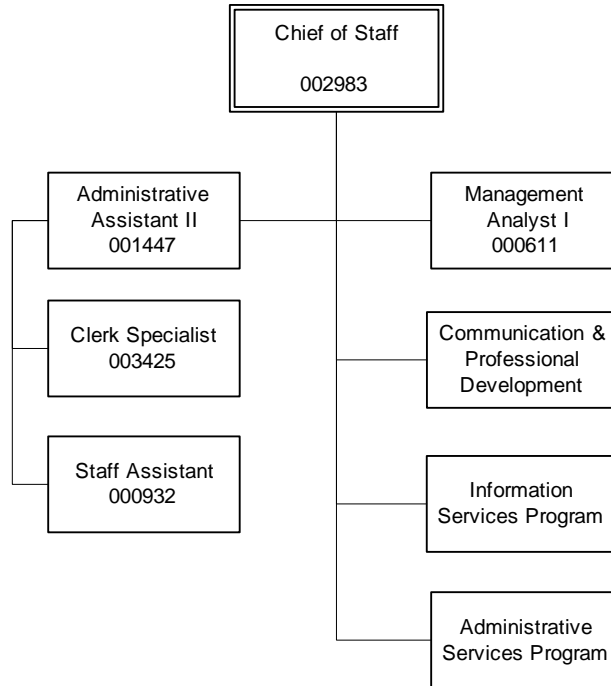 Chief of Staff
002983
Administrative
Assistant II
001447
Management
Analyst I
000611
Clerk Specialist
003425
Communication &
Professional
Development
Staff Assistant
000932
Information
Services Program
Administrative
Services Program